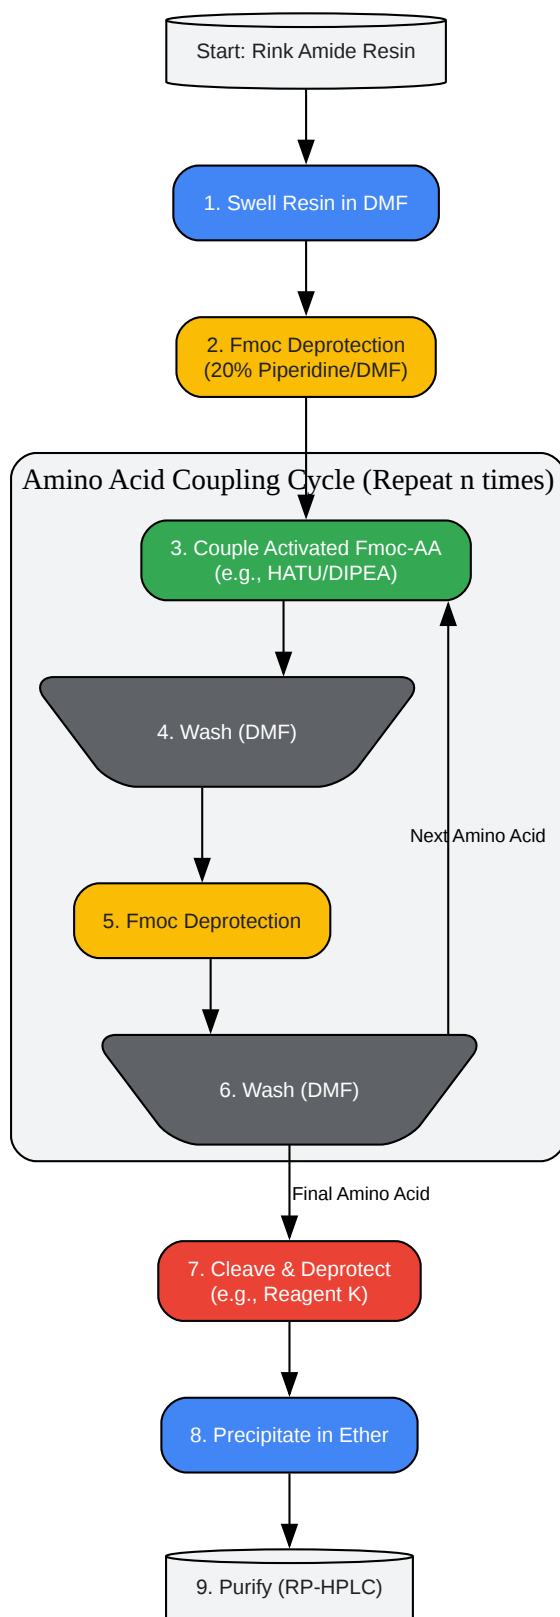 Start: Rink Amide Resin
1. Swell Resin in DMF
2. Fmoc Deprotection
(20% Piperidine/DMF)
Amino Acid Coupling Cycle (Repeat n times)
3. Couple Activated Fmoc-AA
(e.g., HATU/DIPEA)
4. Wash (DMF)
Next Amino Acid
5. Fmoc Deprotection
6. Wash (DMF)
Final Amino Acid
7. Cleave & Deprotect
(e.g., Reagent K)
8. Precipitate in Ether
9. Purify (RP-HPLC)